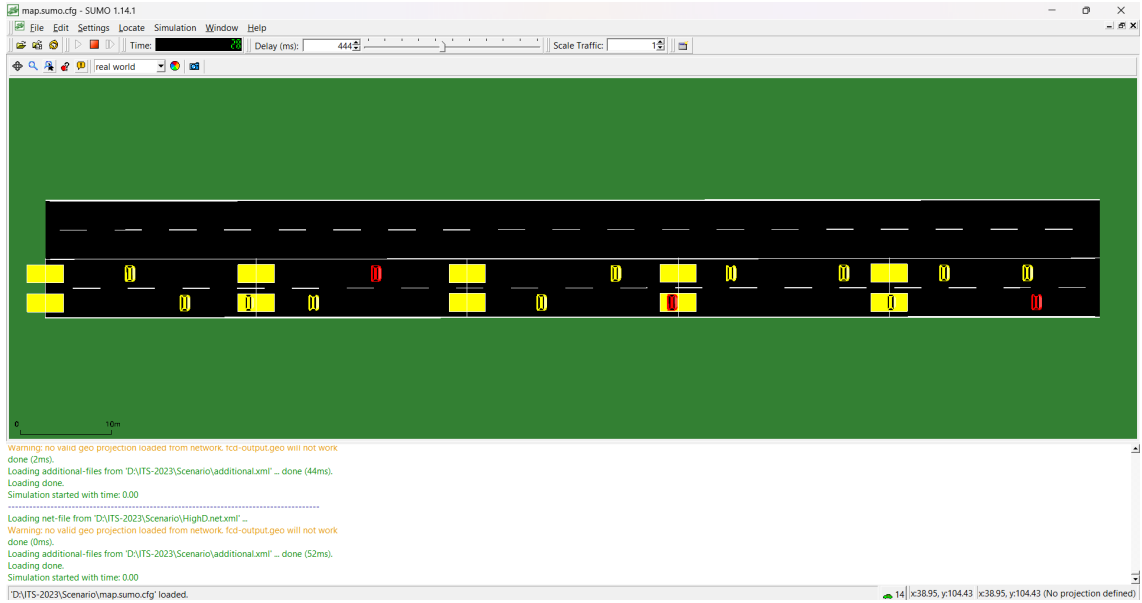 map.sumo.cfg - SUMO 1.14.1
File Edit Settings Locate Simulation Window Help
Time: Delay (ms): 444 Scale Traffic: 1
real world
0 10m
Warning: no valid geo projection loaded from network. fcd-output.geo will not work
done (2ms).
Loading additional-files from 'D:\ITS-2023\Scenario\additional.xml' ... done (44ms).
Loading done.
Simulation started with time: 0.00
----------------------------------------------------------------------------------------
Loading net-file from 'D:\ITS-2023\Scenario\HighD.net.xml' ...
Warning: no valid geo projection loaded from network. fcd-output.geo will not work
done (0ms).
Loading additional-files from 'D:\ITS-2023\Scenario\additional.xml' ... done (52ms).
Loading done.
Simulation started with time: 0.00
'D:\ITS-2023\Scenario\map.sumo.cfg' loaded. 14 x:38.95, y:104.43 x:38.95, y:104.43 (No projection defined)